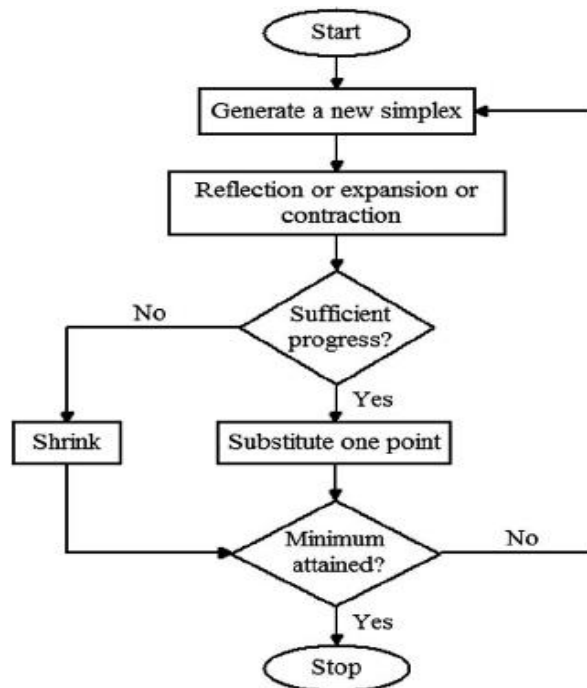 Start
Generate a new simplex
Reflection or expansion or
contraction
No
Sufficient
progress?
Yes
Shrink
Substitute one point
Minimum
attained?
No
Yes
Stop